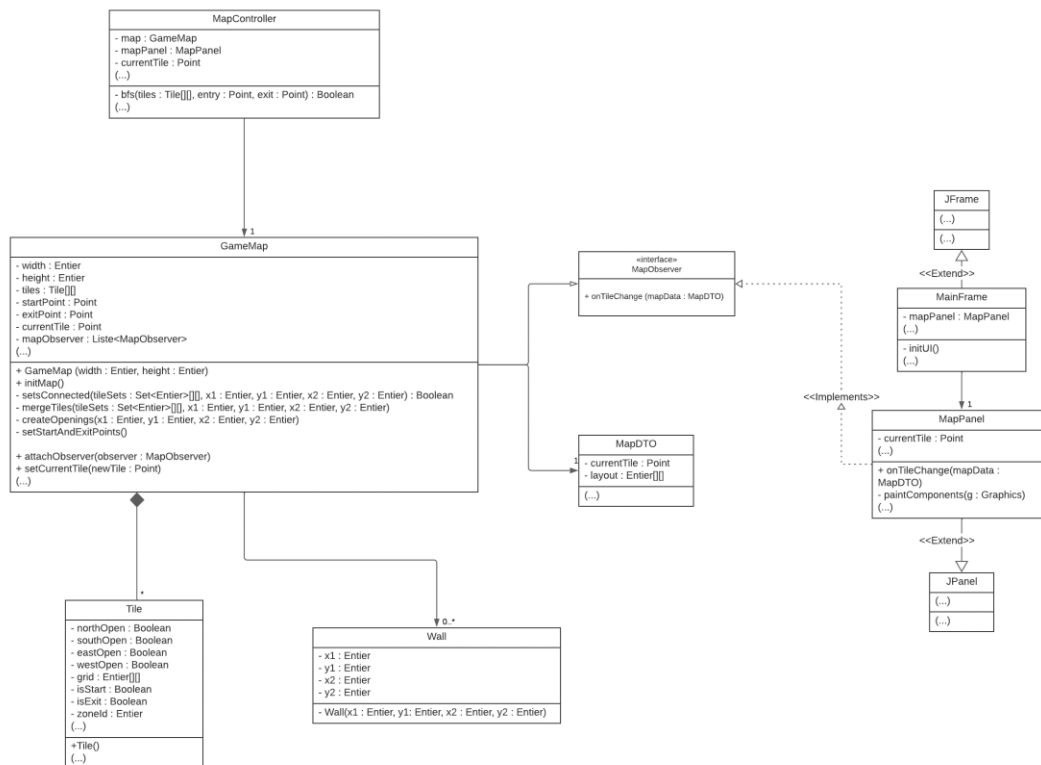 MapController
- map : GameMap
- mapPanel : MapPanel
- currentTile : Point
(...)
- bfs(tiles : Tile[][], entry : Point, exit : Point) : Boolean
(...)
1
GameMap
- width : Entier
- height : Entier
- tiles : Tile[][]
- startPoint : Point
- exitPoint : Point
- currentTile : Point
- mapObserver : Liste<MapObserver>
(...)
+ GameMap (width : Entier, height : Entier)
+ initMap()
- setsConnected(tileSets : Set<Entier>[][], x1 : Entier, y1 : Entier, x2 : Entier, y2 : Entier) : Boolean
- mergeTiles(tileSets : Set<Entier>[][], x1 : Entier, y1 : Entier, x2 : Entier, y2 : Entier)
- createOpenings(x1 : Entier, y1 : Entier, x2 : Entier, y2 : Entier)
- setStartAndExitPoints()
+ attachObserver(observer : MapObserver)
+ setCurrentTile(newTile : Point)
(...)
«interface»
MapObserver
+ onTileChange (mapData : MapDTO)
1
MapDTO
- currentTile : Point
- layout : Entier[][]
(...)
JFrame
(...)
(...)
<<Extend>>
MainFrame
- mapPanel : MapPanel
(...)
- initUI()
(...)
1
<<Implements>>
MapPanel
- currentTile : Point
(...)
+ onTileChange(mapData :
MapDTO)
- paintComponents(g : Graphics)
(...)
<<Extend>>
JPanel
(...)
(...)
*
Tile
- northOpen : Boolean
- southOpen : Boolean
- eastOpen : Boolean
- westOpen : Boolean
- grid : Entier[][]
- isStart : Boolean
- isExit : Boolean
- zoneId : Entier
(...)
+Tile()
(...)
0..*
Wall
- x1 : Entier
- y1 : Entier
- x2 : Entier
- y2 : Entier
- Wall(x1 : Entier, y1: Entier, x2 : Entier, y2 : Entier)